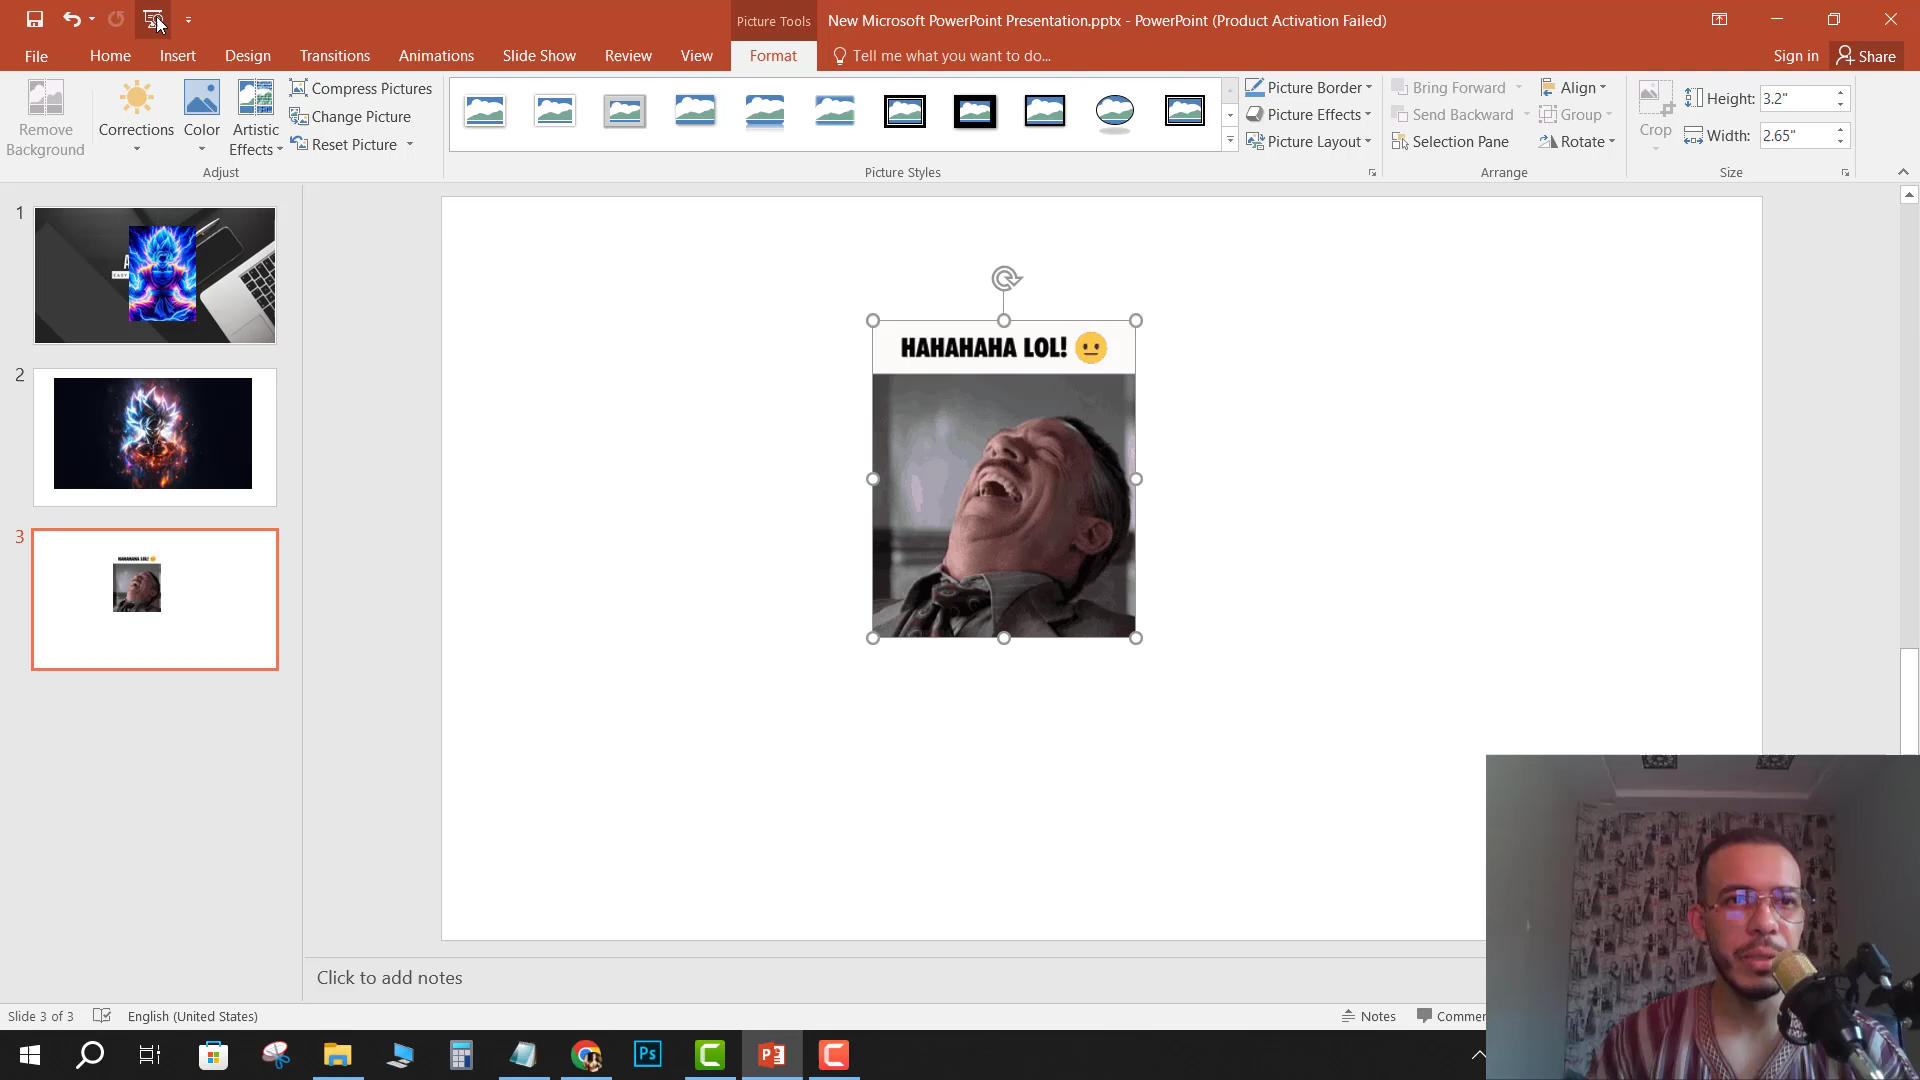 Picture Tools
New Microsoft PowerPoint Presentation.pptx - PowerPoint (Product Activation Failed)
File
Home
Insert
Design
Transitions
Animations
Slide Show
Review
View
Format
Tell me what you want to do...
Sign in
Share
Remove
Background
Corrections
Color
Artistic
Effects
Compress Pictures
Change Picture
Reset Picture
Adjust
Picture Styles
Picture Border
Picture Effects
Picture Layout
Bring Forward
Send Backward
Selection Pane
Align
Group
Rotate
Arrange
Crop
Height: 3.2"
Width: 2.65"
Size
1
2
3
HAHAHAHA LOL!
HAHAHAHA LOL! 😐
Click to add notes
Slide 3 of 3
English (United States)
Notes
Commen
Ps